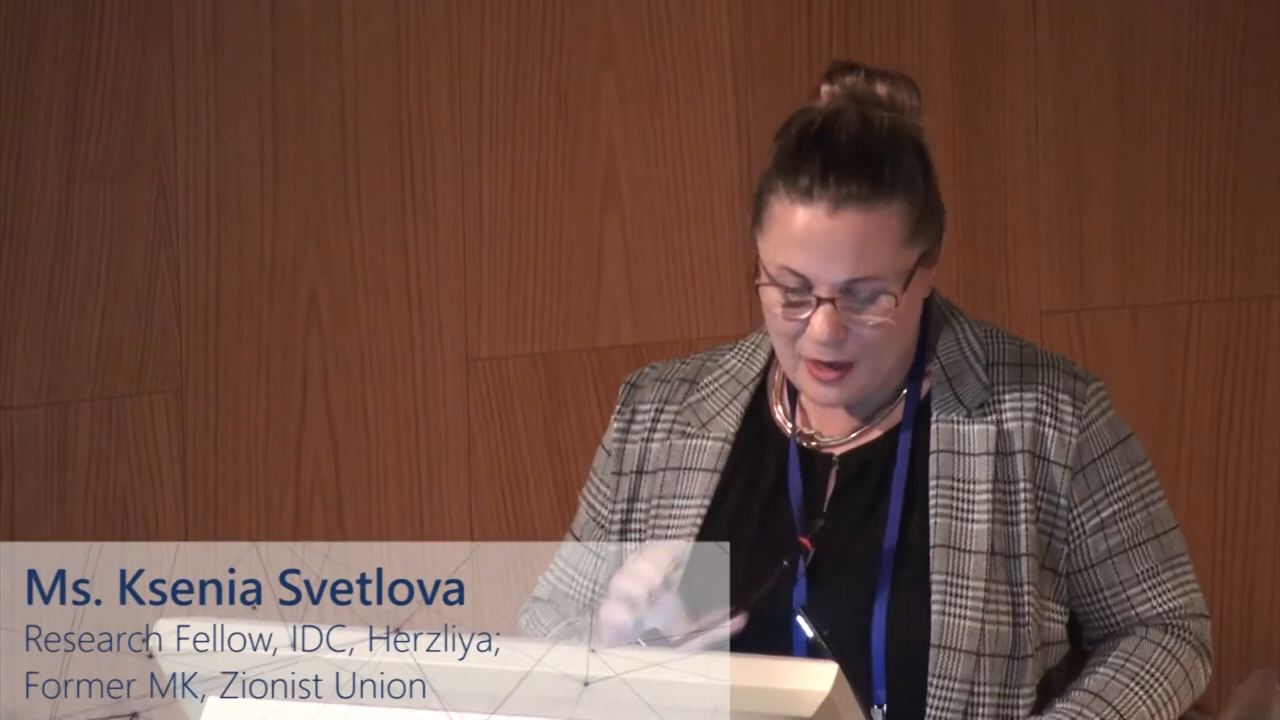 Ms. Ksenia Svetlova
Research Fellow, IDC, Herzliya;
Former MK, Zionist Union